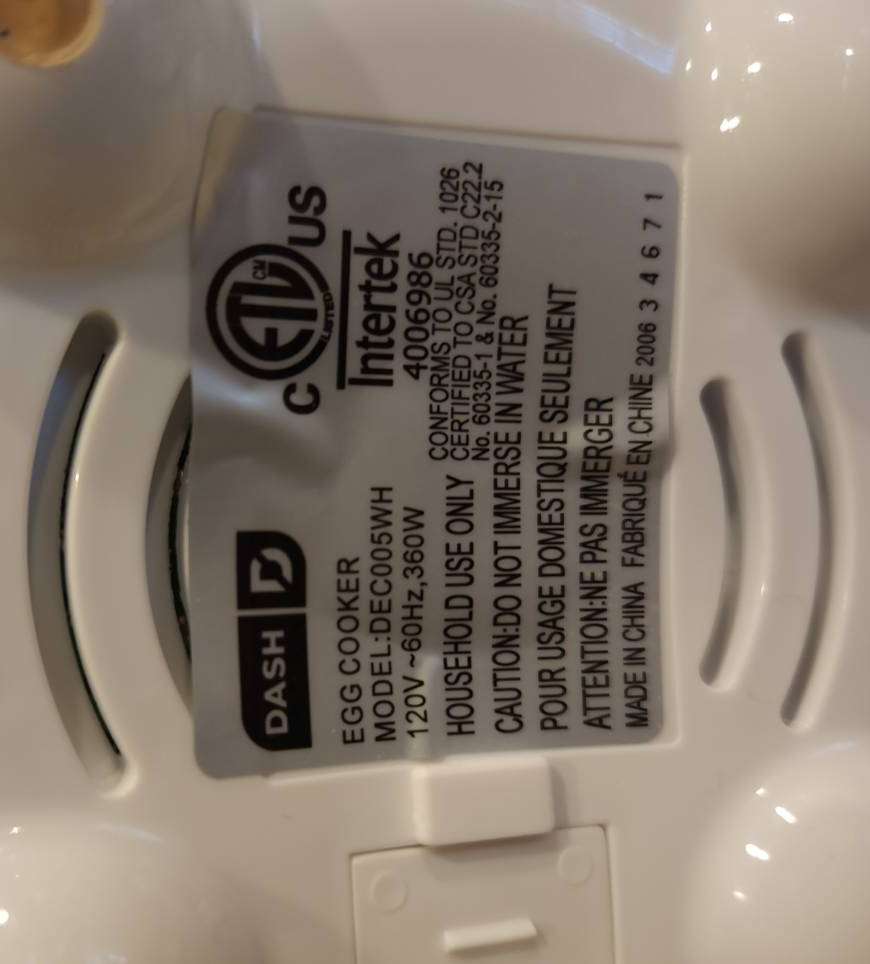 DASH
EGG COOKER
MODEL:DEC005WH
120V ~60Hz,360W
HOUSEHOLD USE ONLY
CAUTION:DO NOT IMMERSE IN WATER
POUR USAGE DOMESTIQUE SEULEMENT
ATTENTION:NE PAS IMMERGER
MADE IN CHINA FABRIQUÉ EN CHINE 2006 3 4 6 7 1
C ETL CM US
LISTED
Intertek
4006986
CONFORMS TO UL STD. 1026
CERTIFIED TO CSA STD C22.2
No. 60335-1 & No. 60335-2-15